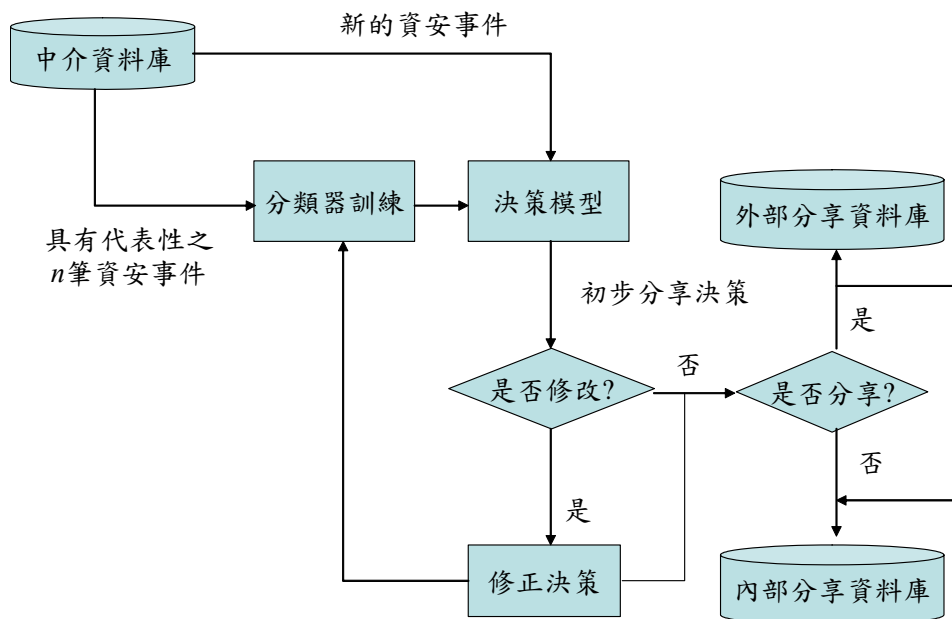 新的資安事件
中介資料庫
分類器訓練
決策模型
外部分享資料庫
具有代表性之
n筆資安事件
初步分享決策
是
否
是否修改?
是否分享?
否
是
修正決策
內部分享資料庫